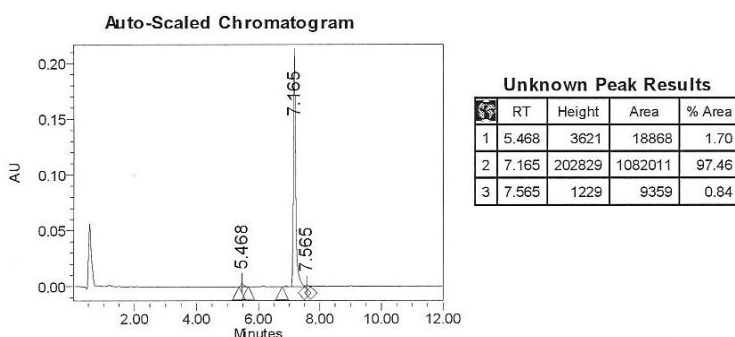 Auto-Scaled Chromatogram
0.20
0.15
0.10
0.05
0.00
AU
7.165
5.468
7.565
2.00 4.00 6.00 8.00 10.00 12.00
Minutes
Unknown Peak Results
RT Height Area % Area
1 5.468 3621 18868 1.70
2 7.165 202829 1082011 97.46
3 7.565 1229 9359 0.84